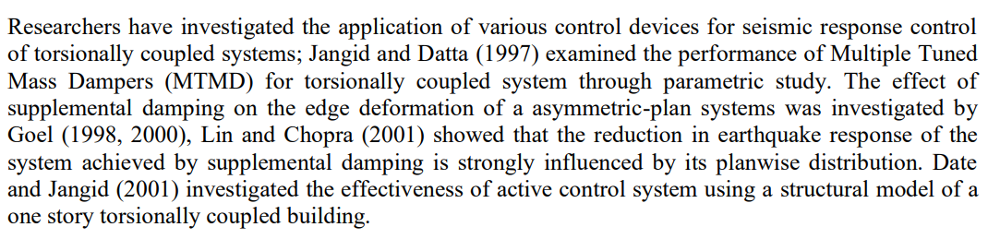 Researchers have investigated the application of various control devices for seismic response control
of torsionally coupled systems; Jangid and Datta (1997) examined the performance of Multiple Tuned
Mass Dampers (MTMD) for torsionally coupled system through parametric study. The effect of
supplemental damping on the edge deformation of a asymmetric-plan systems was investigated by
Goel (1998, 2000), Lin and Chopra (2001) showed that the reduction in earthquake response of the
system achieved by supplemental damping is strongly influenced by its planwise distribution. Date
and Jangid (2001) investigated the effectiveness of active control system using a structural model of a
one story torsionally coupled building.